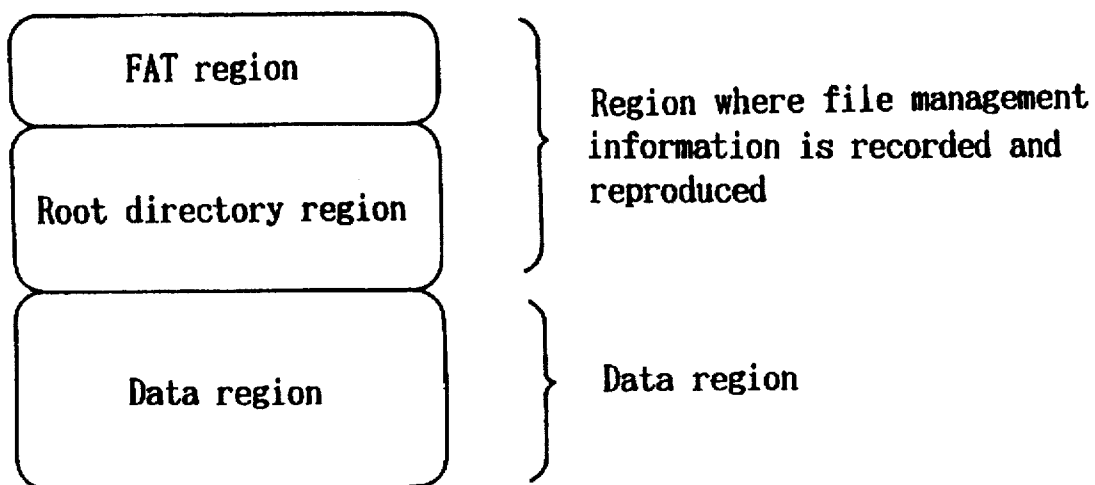 FAT region
Root directory region
Data region
Region where file management
information is recorded and
reproduced
Data region